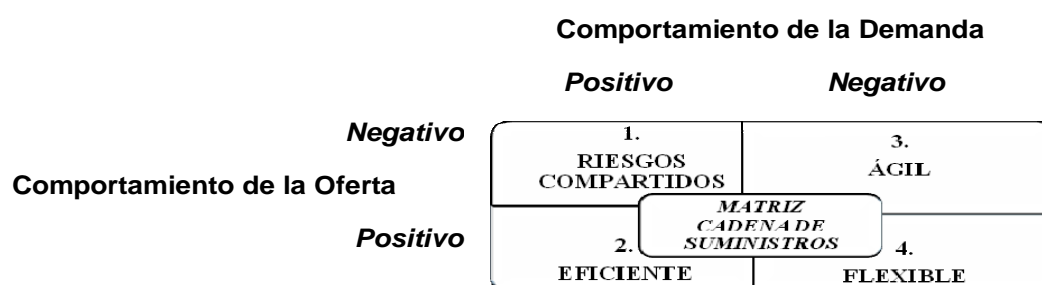 Comportamiento de la Demanda
Positivo Negativo
Negativo
Comportamiento de la Oferta
Positivo
1.
RIESGOS
COMPARTIDOS
3.
ÁGIL
MATRIZ
CADENA DE
SUMINISTROS
2.
EFICIENTE
4.
FLEXIBLE